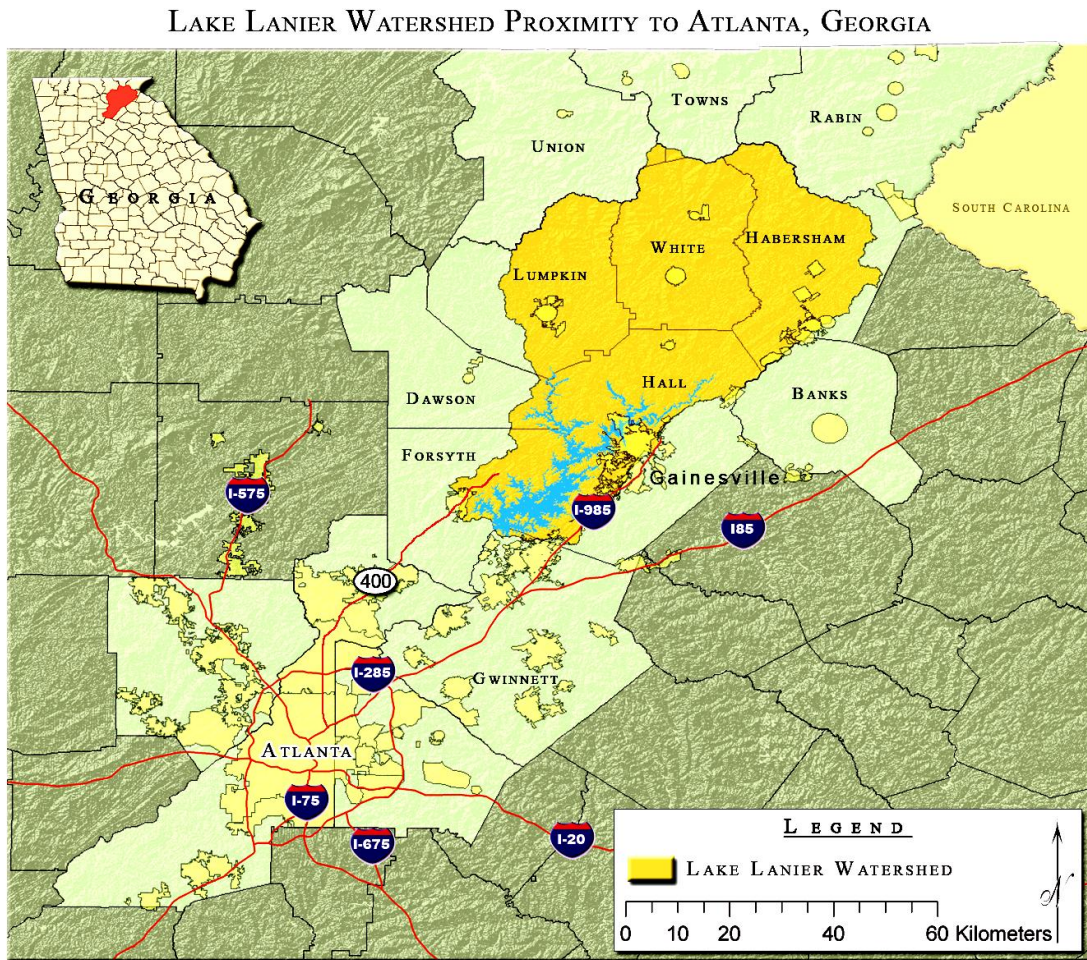 Lake Lanier Watershed Proximity to Atlanta, Georgia
Georgia
Towns
Rabin
Union
South Carolina
White
Habersham
Lumpkin
Hall
Banks
Dawson
Forsyth
Gainesville
I-575
I-985
I85
400
I-285
Gwinnett
Atlanta
I-75
I-675
I-20
Legend
Lake Lanier Watershed
0 10 20 60 Kilometers
N